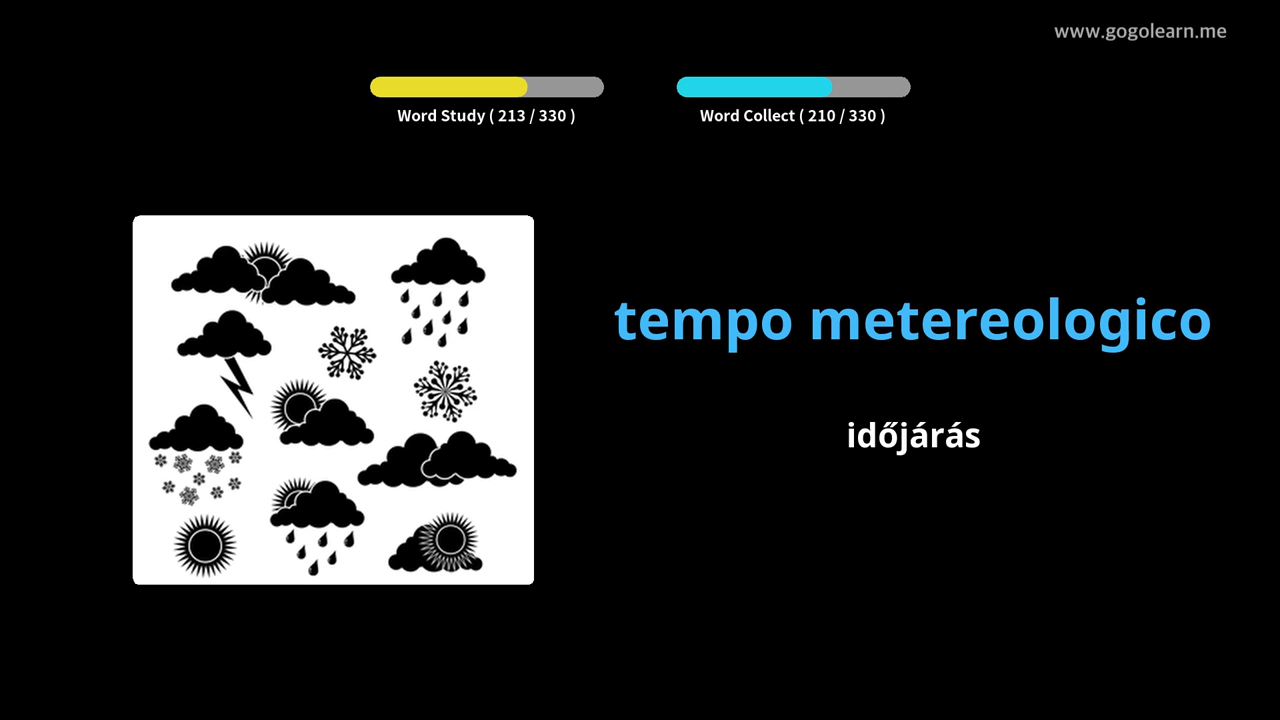 www.gogolearn.me
Word Study ( 213 / 330 )
Word Collect ( 210 / 330 )
tempo metereologico
időjárás